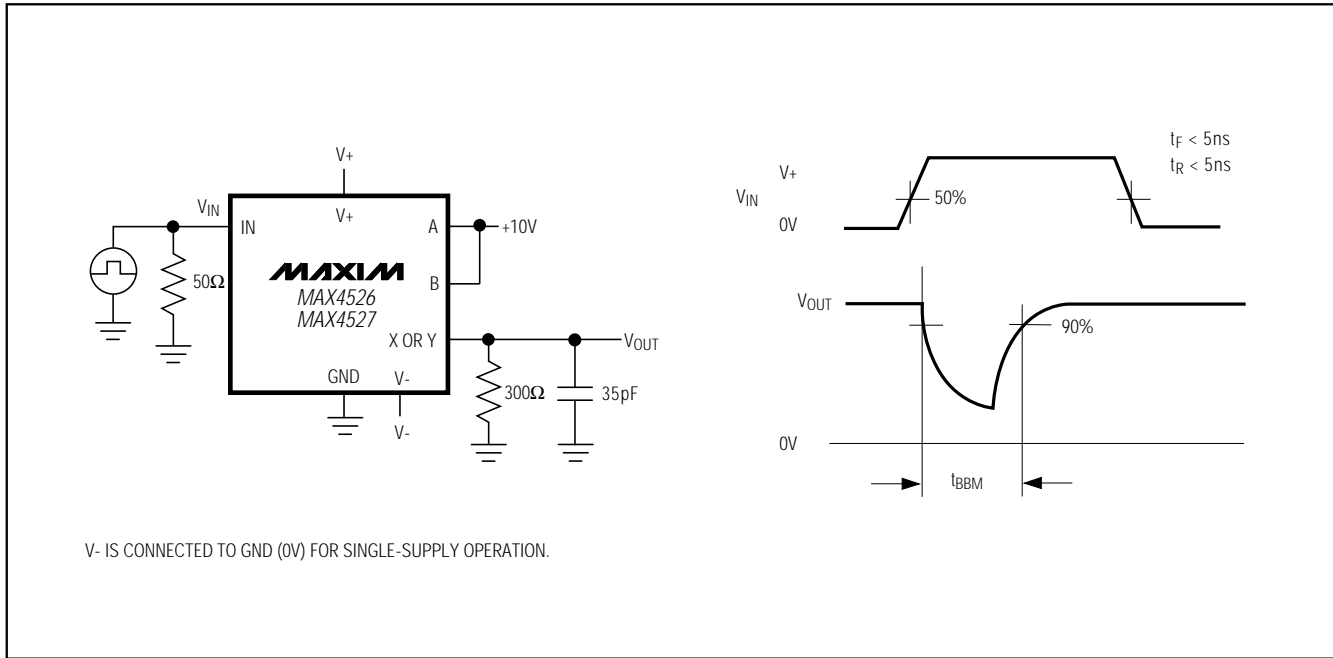 V+
V+
VIN
IN
50Ω
MAXIM
MAX4526
MAX4527
A
+10V
B
X OR Y
VOUT
GND
V-
V-
300Ω
35pF
V- IS CONNECTED TO GND (0V) FOR SINGLE-SUPPLY OPERATION.
tF < 5ns
tR < 5ns
V+
VIN
50%
0V
VOUT
90%
0V
tBBM